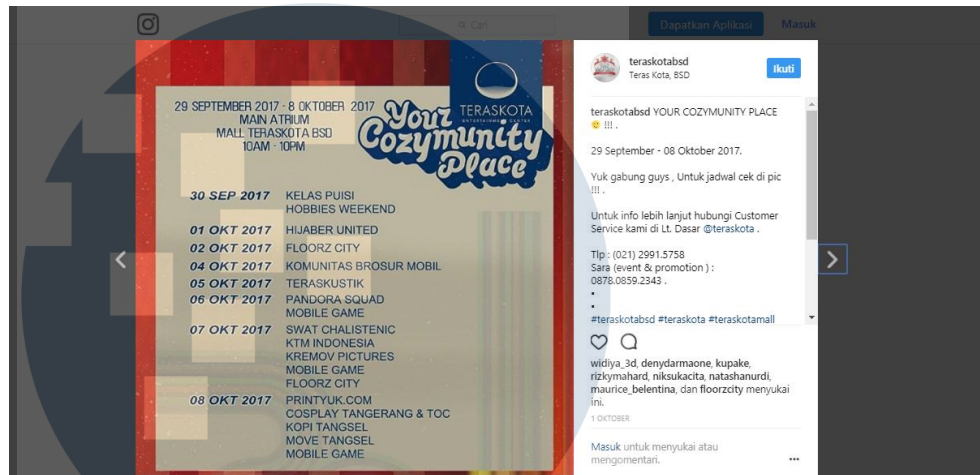 Cari
Dapatkan Aplikasi
Masuk
29 SEPTEMBER 2017 - 8 OKTOBER 2017
MAIN ATRIUM
MALL TERASKOTA BSD
10AM - 10PM
Your
Cozymunity
Place
TERASKOTA
ENTERTAINMENT CENTER
30 SEP 2017 KELAS PUISI
HOBBIES WEEKEND
01 OKT 2017 HIJABER UNITED
02 OKT 2017 FLOORZ CITY
04 OKT 2017 KOMUNITAS BROSUR MOBIL
05 OKT 2017 TERASKUSTIK
06 OKT 2017 PANDORA SQUAD
MOBILE GAME
07 OKT 2017 SWAT CHALISTENIC
KTM INDONESIA
KREMOV PICTURES
MOBILE GAME
FLOORZ CITY
08 OKT 2017 PRINTYUK.COM
COSPLAY TANGERANG & TOC
KOPI TANGSEL
MOVE TANGSEL
MOBILE GAME
teraskotabsd
Teras Kota, BSD
Ikuti
teraskotabsd YOUR COZYMUNITY PLACE
🙂 !!! .
29 September - 08 Oktober 2017.
Yuk gabung guys , Untuk jadwal cek di pic
!!! .
Untuk info lebih lanjut hubungi Customer
Service kami di Lt. Dasar @teraskota .
Tlp : (021) 2991.5758
Sara (event & promotion ) :
0878.0859.2343 .
•
•
#teraskotabsd #teraskota #teraskotamall
widiya_3d, denydarmaone, kupake,
rizkymahard, niksukacita, natashanurdi,
maurice_belentina, dan floorzcity menyukai
ini.
1 OKTOBER
Masuk untuk menyukai atau
mengomentari.